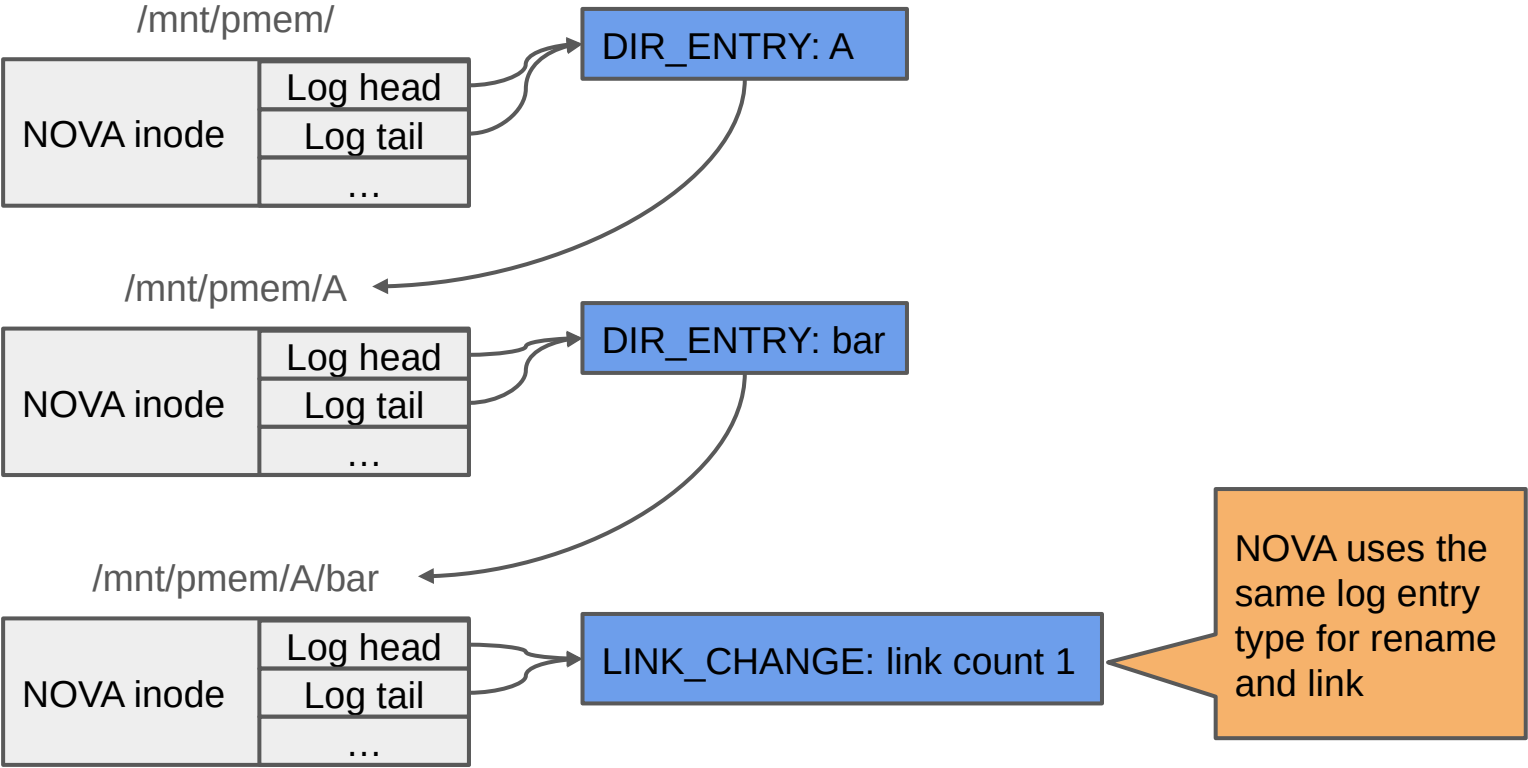 /mnt/pmem/
DIR_ENTRY: A
Log head
NOVA inode
Log tail
…
/mnt/pmem/A
DIR_ENTRY: bar
Log head
NOVA inode
Log tail
…
/mnt/pmem/A/bar
Log head
NOVA inode
Log tail
…
LINK_CHANGE: link count 1
NOVA uses the
same log entry
type for rename
and link